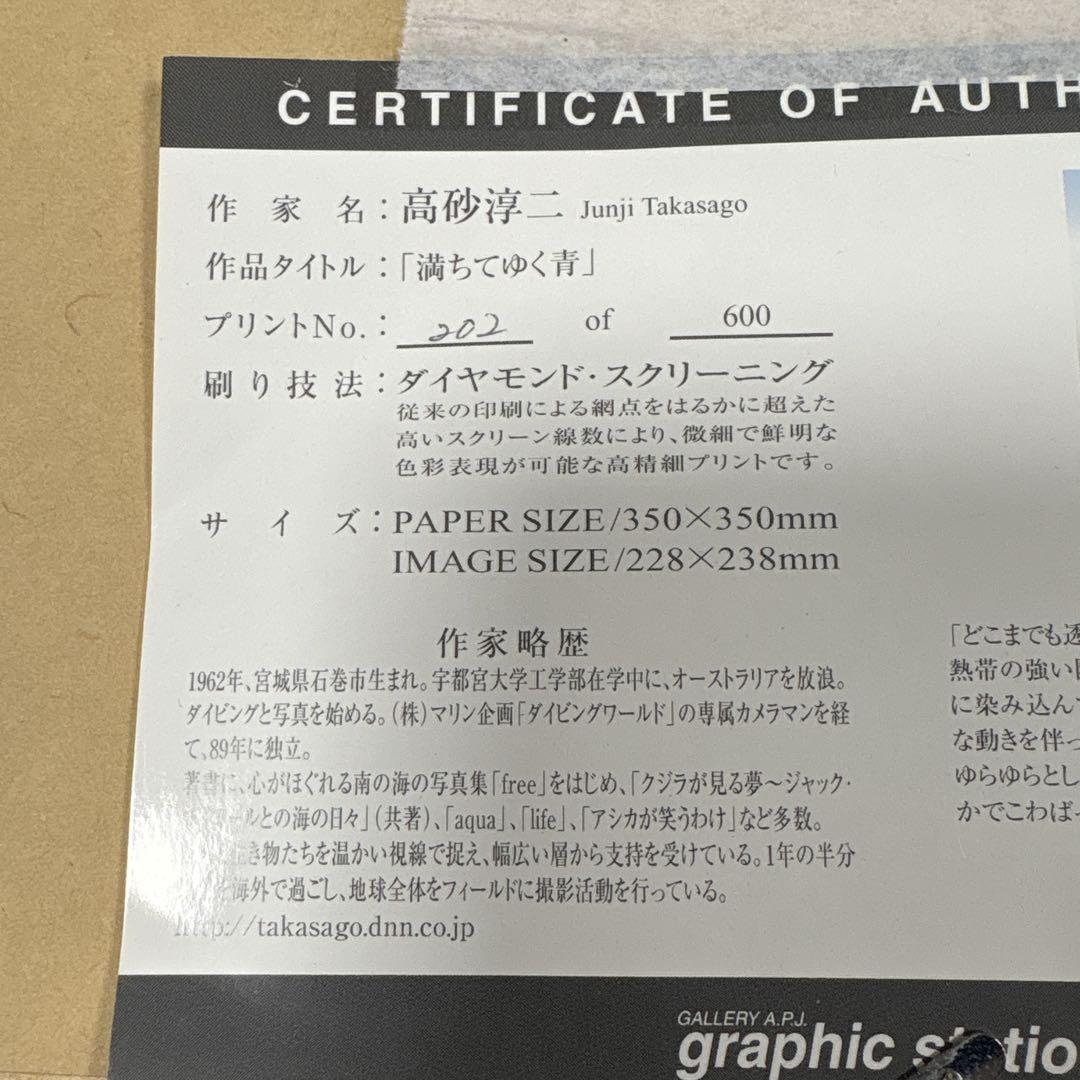 CERTIFICATE OF AUTH
作家名：高砂淳二 Junji Takasago
作品タイトル：「満ちてゆく青」
プリントNo.： 202 of 600
刷り技法：ダイヤモンド・スクリーニング
従来の印刷による網点をはるかに超えた
高いスクリーン線数により、微細で鮮明な
色彩表現が可能な高精細プリントです。
サイズ：PAPER SIZE/350×350mm
IMAGE SIZE/228×238mm
作家略歴
1962年、宮城県石巻市生まれ。宇都宮大学工学部在学中に、オーストラリアを放浪。
ダイビングと写真を始める。（株）マリン企画「ダイビングワールド」の専属カメラマンを経
て、89年に独立。
著書に、心がほぐれる南の海の写真集「free」をはじめ、「クジラが見る夢〜ジャック・
ールとの海の日々」（共著）、「aqua」、「life」、「アシカが笑うわけ」など多数。
生き物たちを温かい視線で捉え、幅広い層から支持を受けている。1年の半分
海外で過ごし、地球全体をフィールドに撮影活動を行っている。
http://takasago.dnn.co.jp
「どこまでも透
熱帯の強い
に染み込ん
な動きを伴っ
ゆらゆらとし
かでこわば
GALLERY A.P.J.
graphic st tio